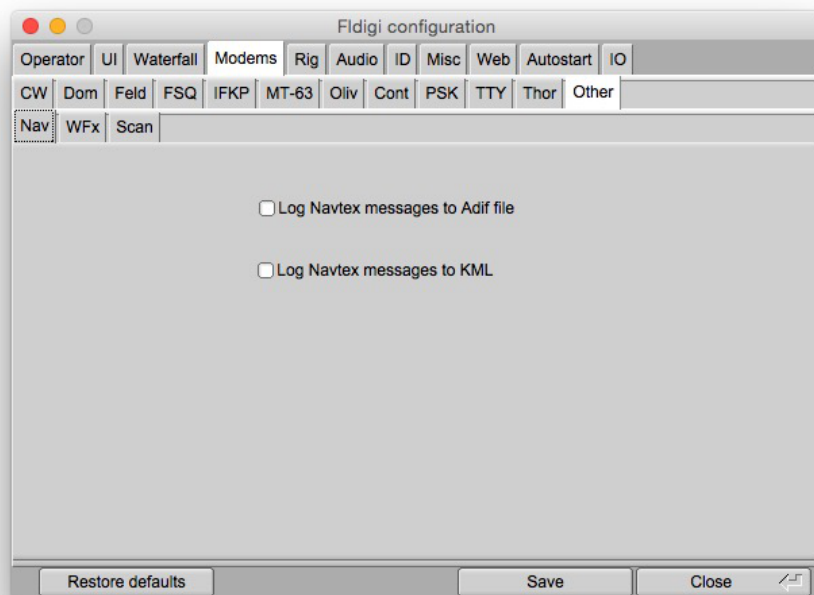 Fldigi configuration
Operator UI Waterfall Modems Rig Audio ID Misc Web Autostart IO
CW Dom Feld FSQ IFKP MT-63 Oliv Cont PSK TTY Thor Other
Nav WFx Scan
Log Navtex messages to Adif file
Log Navtex messages to KML
Restore defaults Save Close